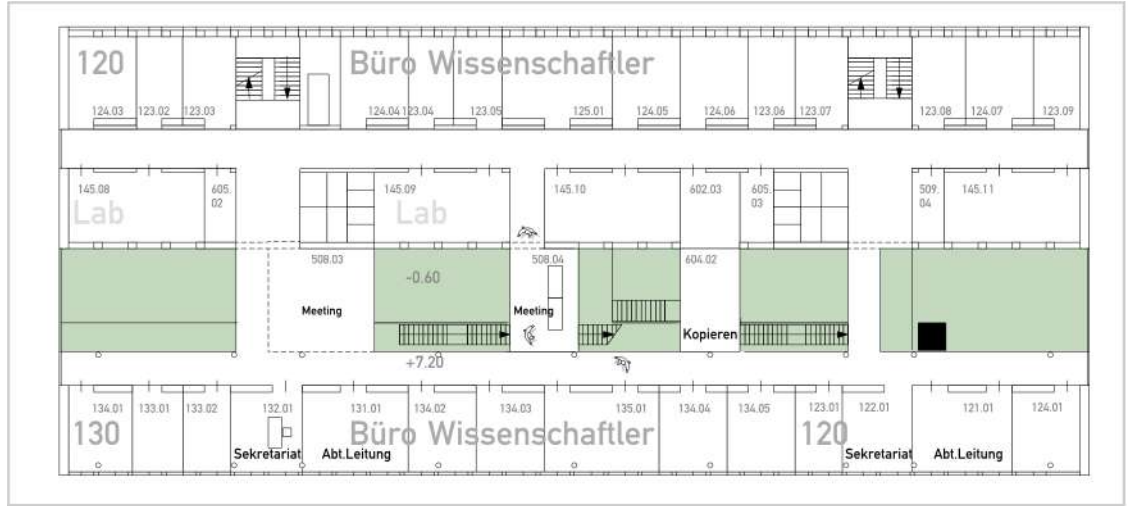 120 Büro Wissenschaftler
124.03 123.02 123.03 124.04 123.04 123.05 125.01 124.05 124.06 123.06 123.07 123.08 124.07 123.09
145.08 605. 145.09 145.10 602.03 605. 509. 145.11
02 03 04
Lab Lab
508.03 508.04 604.02
-0.60
Meeting Meeting
Kopieren
+7.20
134.01 133.01 133.02 132.01 131.01 134.02 134.03 135.01 134.04 134.05 123.01 122.01 121.01 124.01
130 Büro Wissenschaftler 120
Sekretariat Abt.Leitung Sekretariat Abt.Leitung